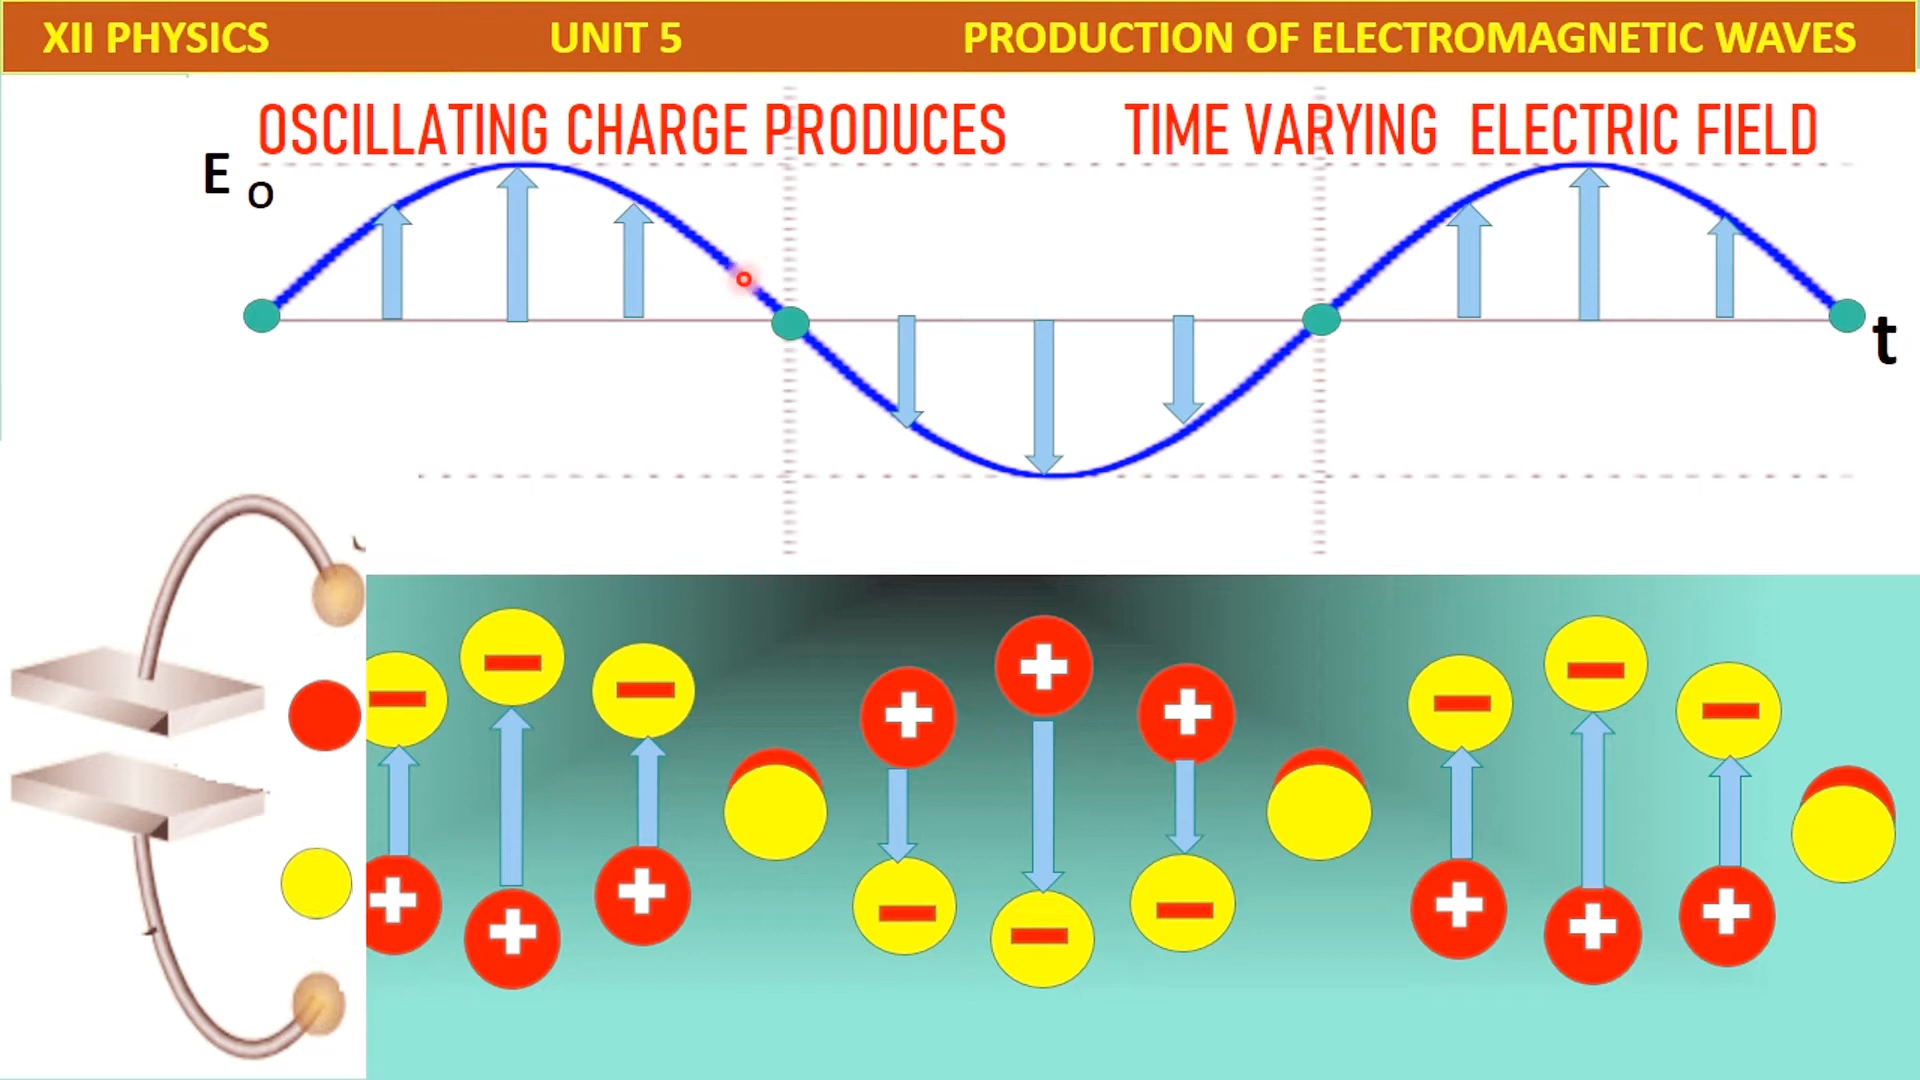 XII PHYSICS UNIT 5 PRODUCTION OF ELECTROMAGNETIC WAVES
OSCILLATING CHARGE PRODUCES TIME VARYING ELECTRIC FIELD
E O
t